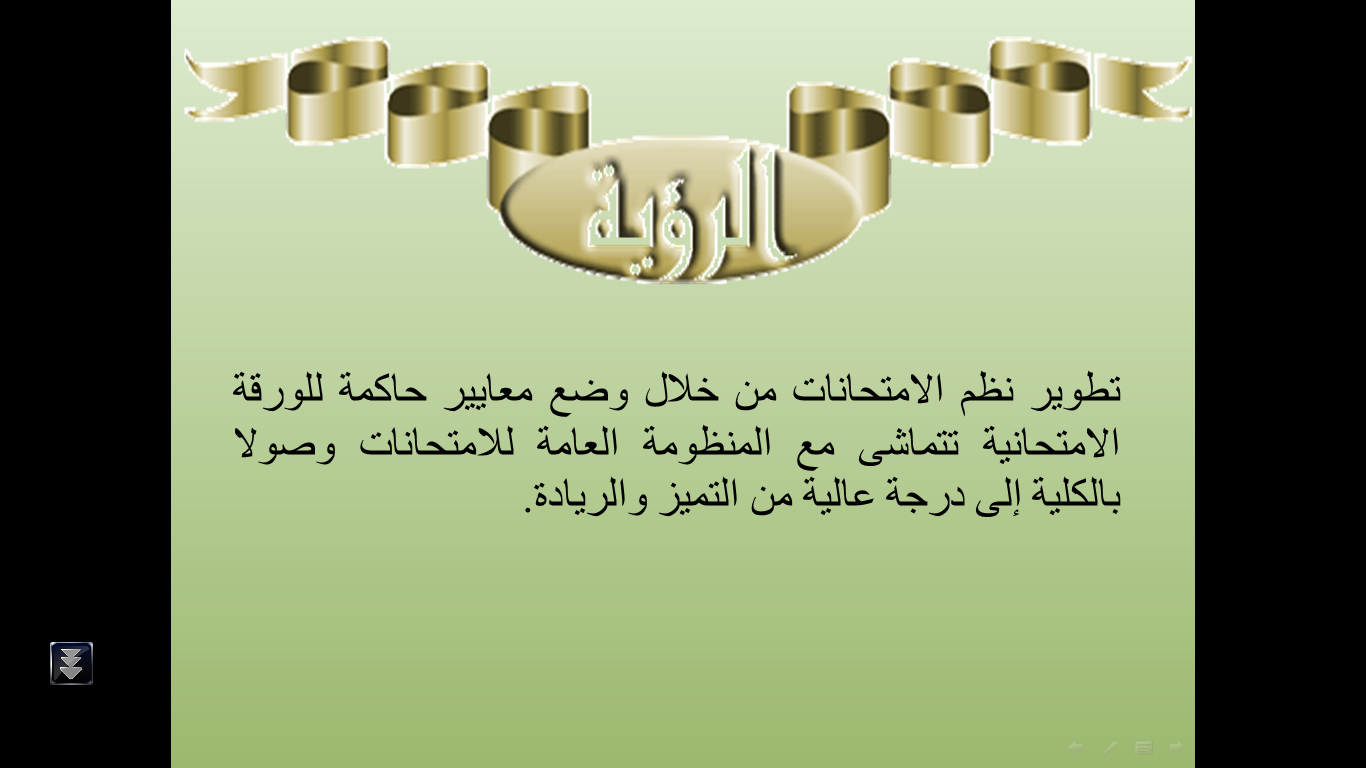 الرؤية
تطوير نظم الامتحانات من خلال وضع معايير حاكمة للورقة
الامتحانية تتماشى مع المنظومة العامة للامتحانات وصولا
بالكلية إلى درجة عالية من التميز والريادة.